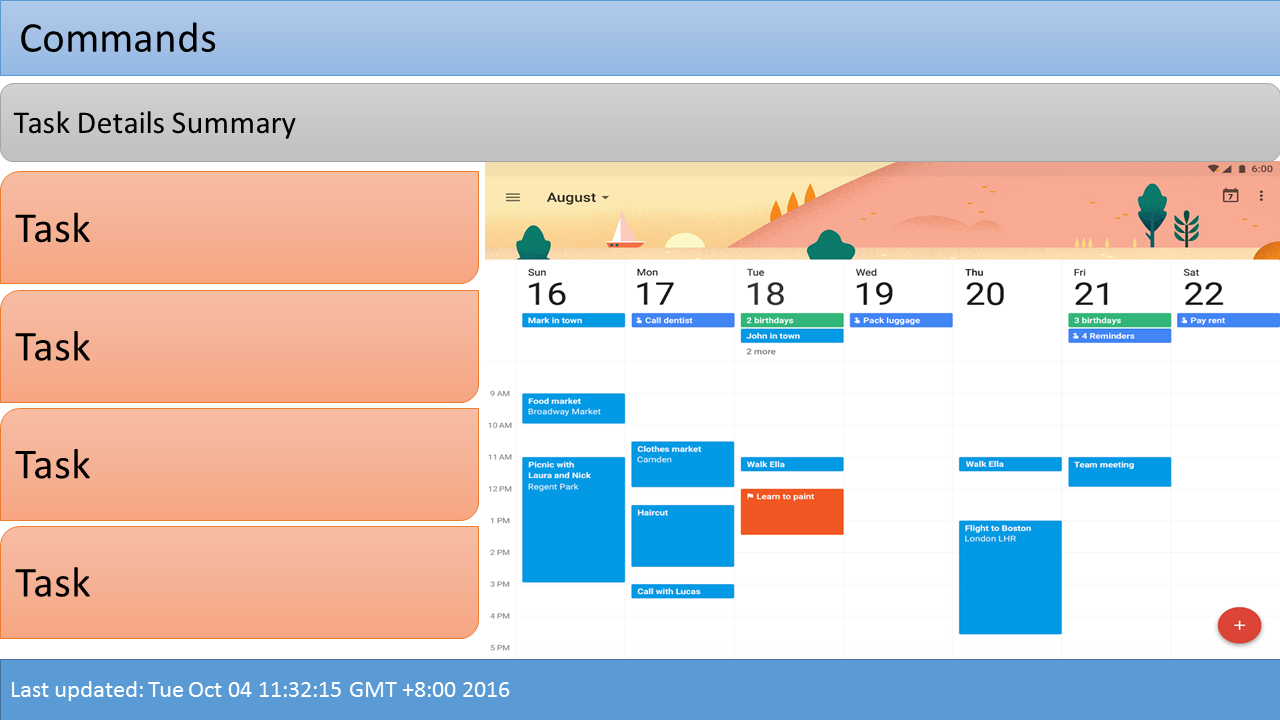 Commands
Task Details Summary
Task
Task
Task
Task
6:00
August
7
Sun
16
Mon
17
Tue
18
Wed
19
Thu
20
Fri
21
Sat
22
Mark in town
Call dentist
2 birthdays
John in town
2 more
Pack luggage
3 birthdays
4 Reminders
Pay rent
9 AM
10 AM
11 AM
12 PM
1 PM
2 PM
3 PM
4 PM
5 PM
Food market
Broadway Market
Picnic with
Laura and Nick
Regent Park
Clothes market
Camden
Haircut
Call with Lucas
Walk Ella
Learn to paint
Walk Ella
Flight to Boston
London LHR
Team meeting
+
Last updated: Tue Oct 04 11:32:15 GMT +8:00 2016